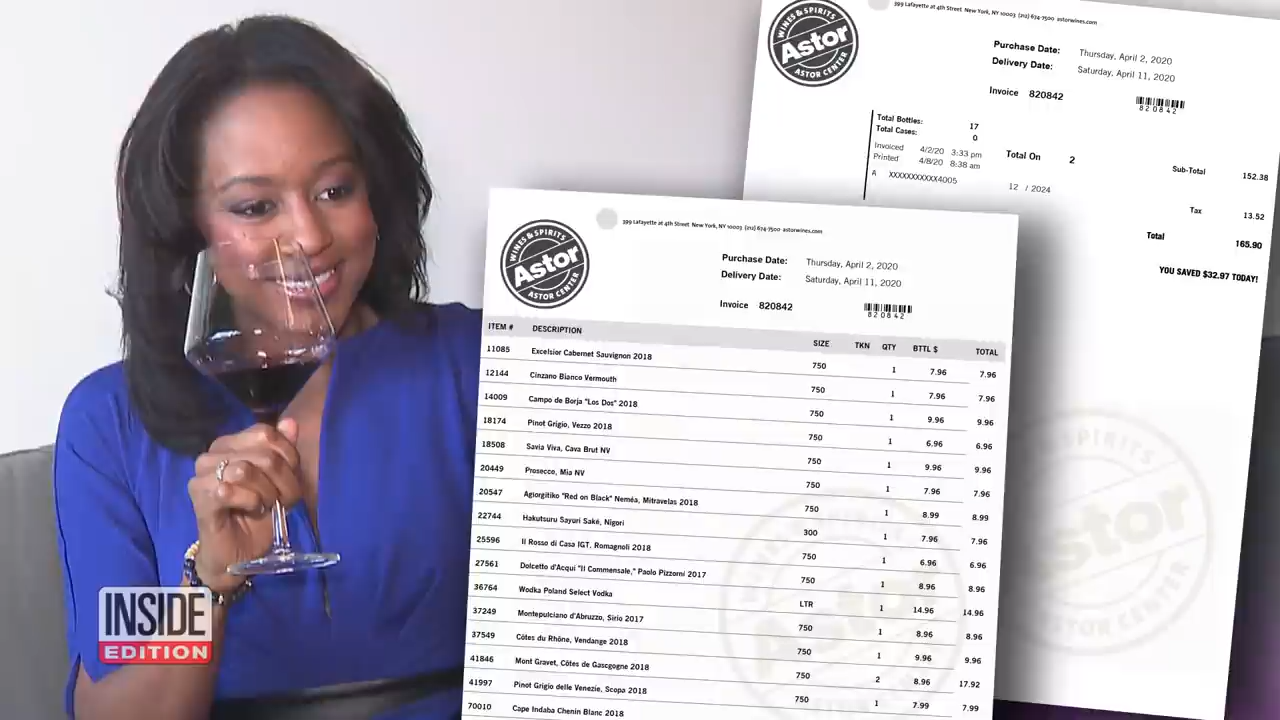 399 Lafayette at 4th Street New York, NY 10003 (212) 674-7500 astorwines.com
WINES & SPIRITS
Astor
ASTOR CENTER
Purchase Date: Thursday, April 2, 2020
Delivery Date: Saturday, April 11, 2020
Invoice 820842
820842
Total Bottles: 17
Total Cases: 0
Invoiced 4/2/20 3:33 pm
Printed 4/8/20 8:38 am
A XXXXXXXXXXX4005
Total On 2
12 / 2024
Sub-Total 152.38
Tax 13.52
Total 165.90
YOU SAVED $32.97 TODAY!
399 Lafayette at 4th Street New York, NY 10003 (212) 674-7500 astorwines.com
WINES & SPIRITS
Astor
ASTOR CENTER
Purchase Date: Thursday, April 2, 2020
Delivery Date: Saturday, April 11, 2020
Invoice 820842
820842
ITEM # DESCRIPTION SIZE TKN QTY BTTL $ TOTAL
11085 Excelsior Cabernet Sauvignon 2018 750 1 7.96 7.96
12144 Cinzano Bianco Vermouth 750 1 7.96 7.96
14009 Campo de Borja "Los Dos" 2018 750 1 9.96 9.96
18174 Pinot Grigio, Vezzo 2018 750 1 6.96 6.96
18508 Savia Viva, Cava Brut NV 750 1 9.96 9.96
20449 Prosecco, Mia NV 750 1 7.96 7.96
20547 Agiorgitiko "Red on Black" Neméa, Mitravelas 2018 750 1 8.99 8.99
22744 Hakutsuru Sayuri Saké, Nigori 300 1 7.96 7.96
25596 Il Rosso di Casa IGT, Romagnoli 2018 750 1 6.96 6.96
27561 Dolcetto d'Acqui "Il Commensale," Paolo Pizzorni 2017 750 1 8.96 8.96
36764 Wodka Poland Select Vodka LTR 1 14.96 14.96
37249 Montepulciano d'Abruzzo, Sirio 2017 750 1 8.96 8.96
37549 Côtes du Rhône, Vendange 2018 750 1 9.96 9.96
41846 Mont Gravet, Côtes de Gascgogne 2018 750 2 8.96 17.92
41997 Pinot Grigio delle Venezie, Scopa 2018 750 1 7.99 7.99
70010 Cape Indaba Chenin Blanc 2018
INSIDE
EDITION